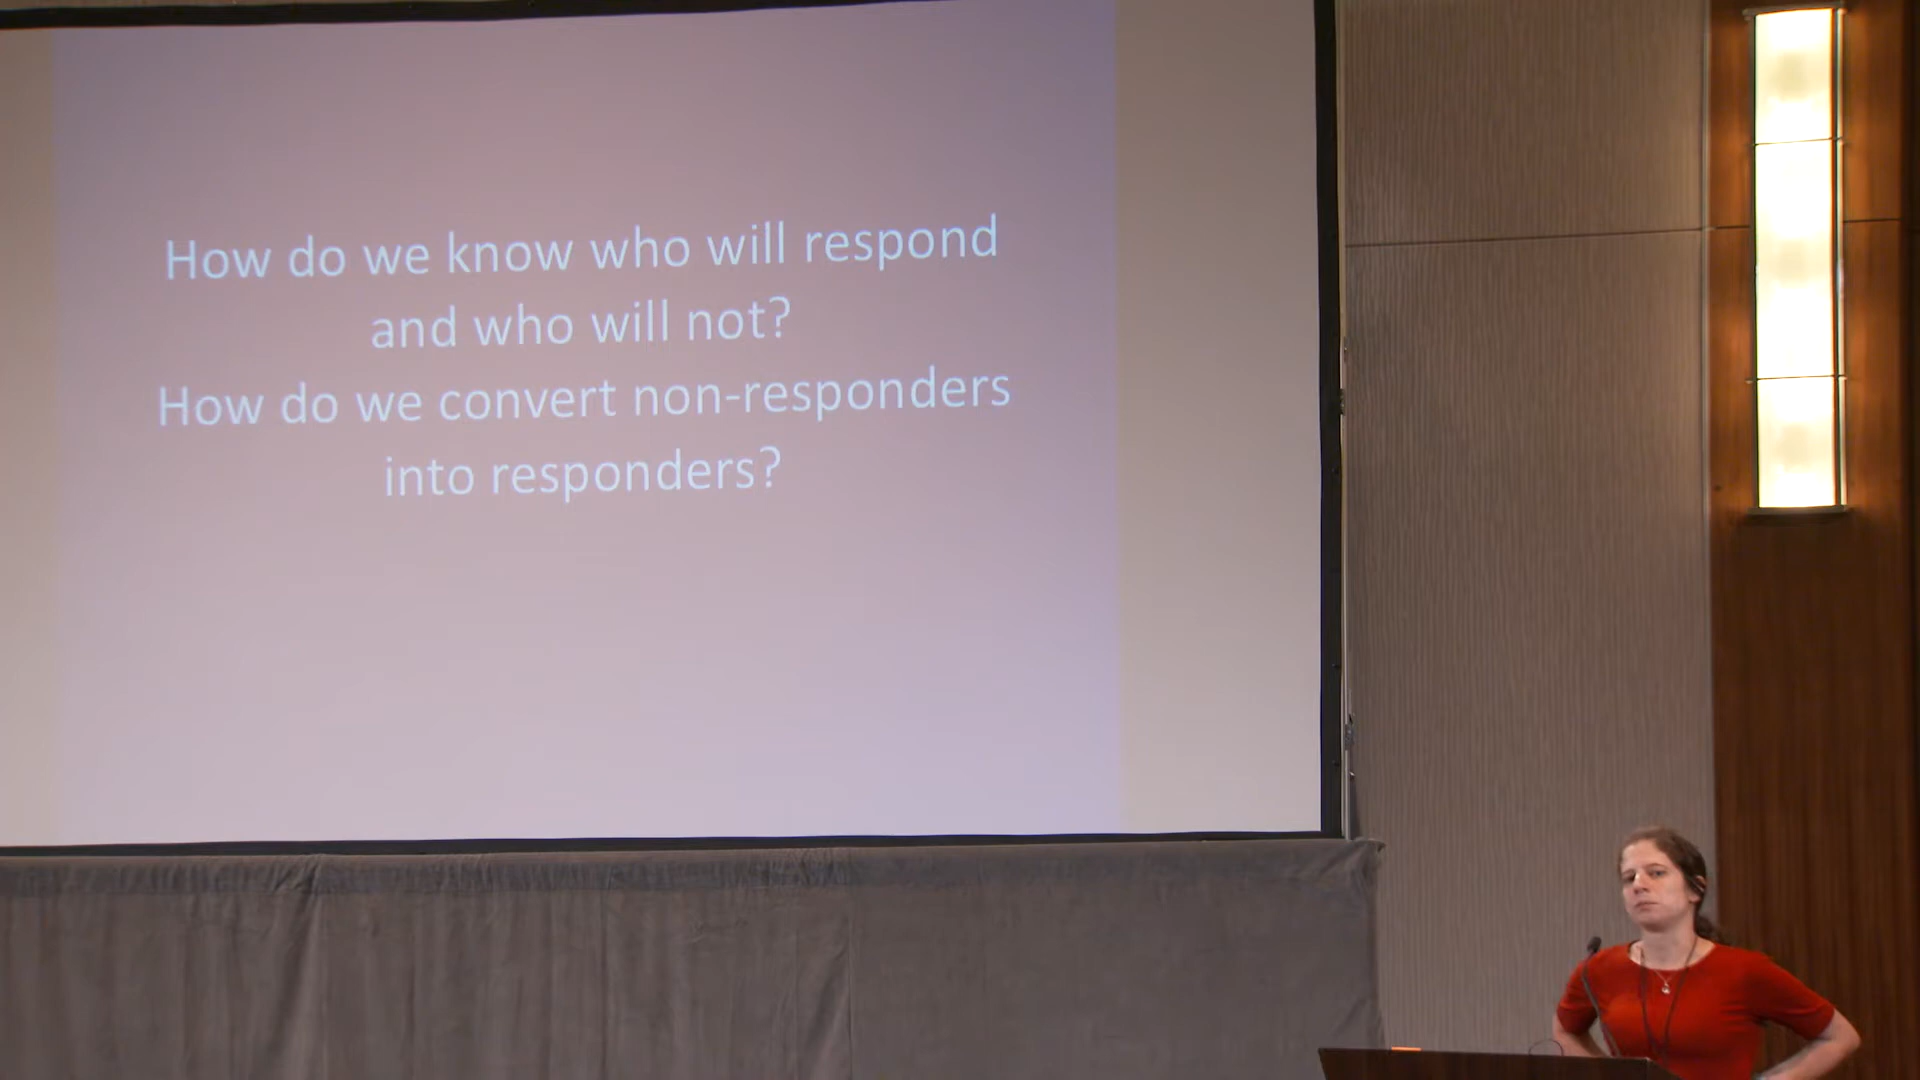 How do we know who will respond
and who will not?
How do we convert non-responders
into responders?